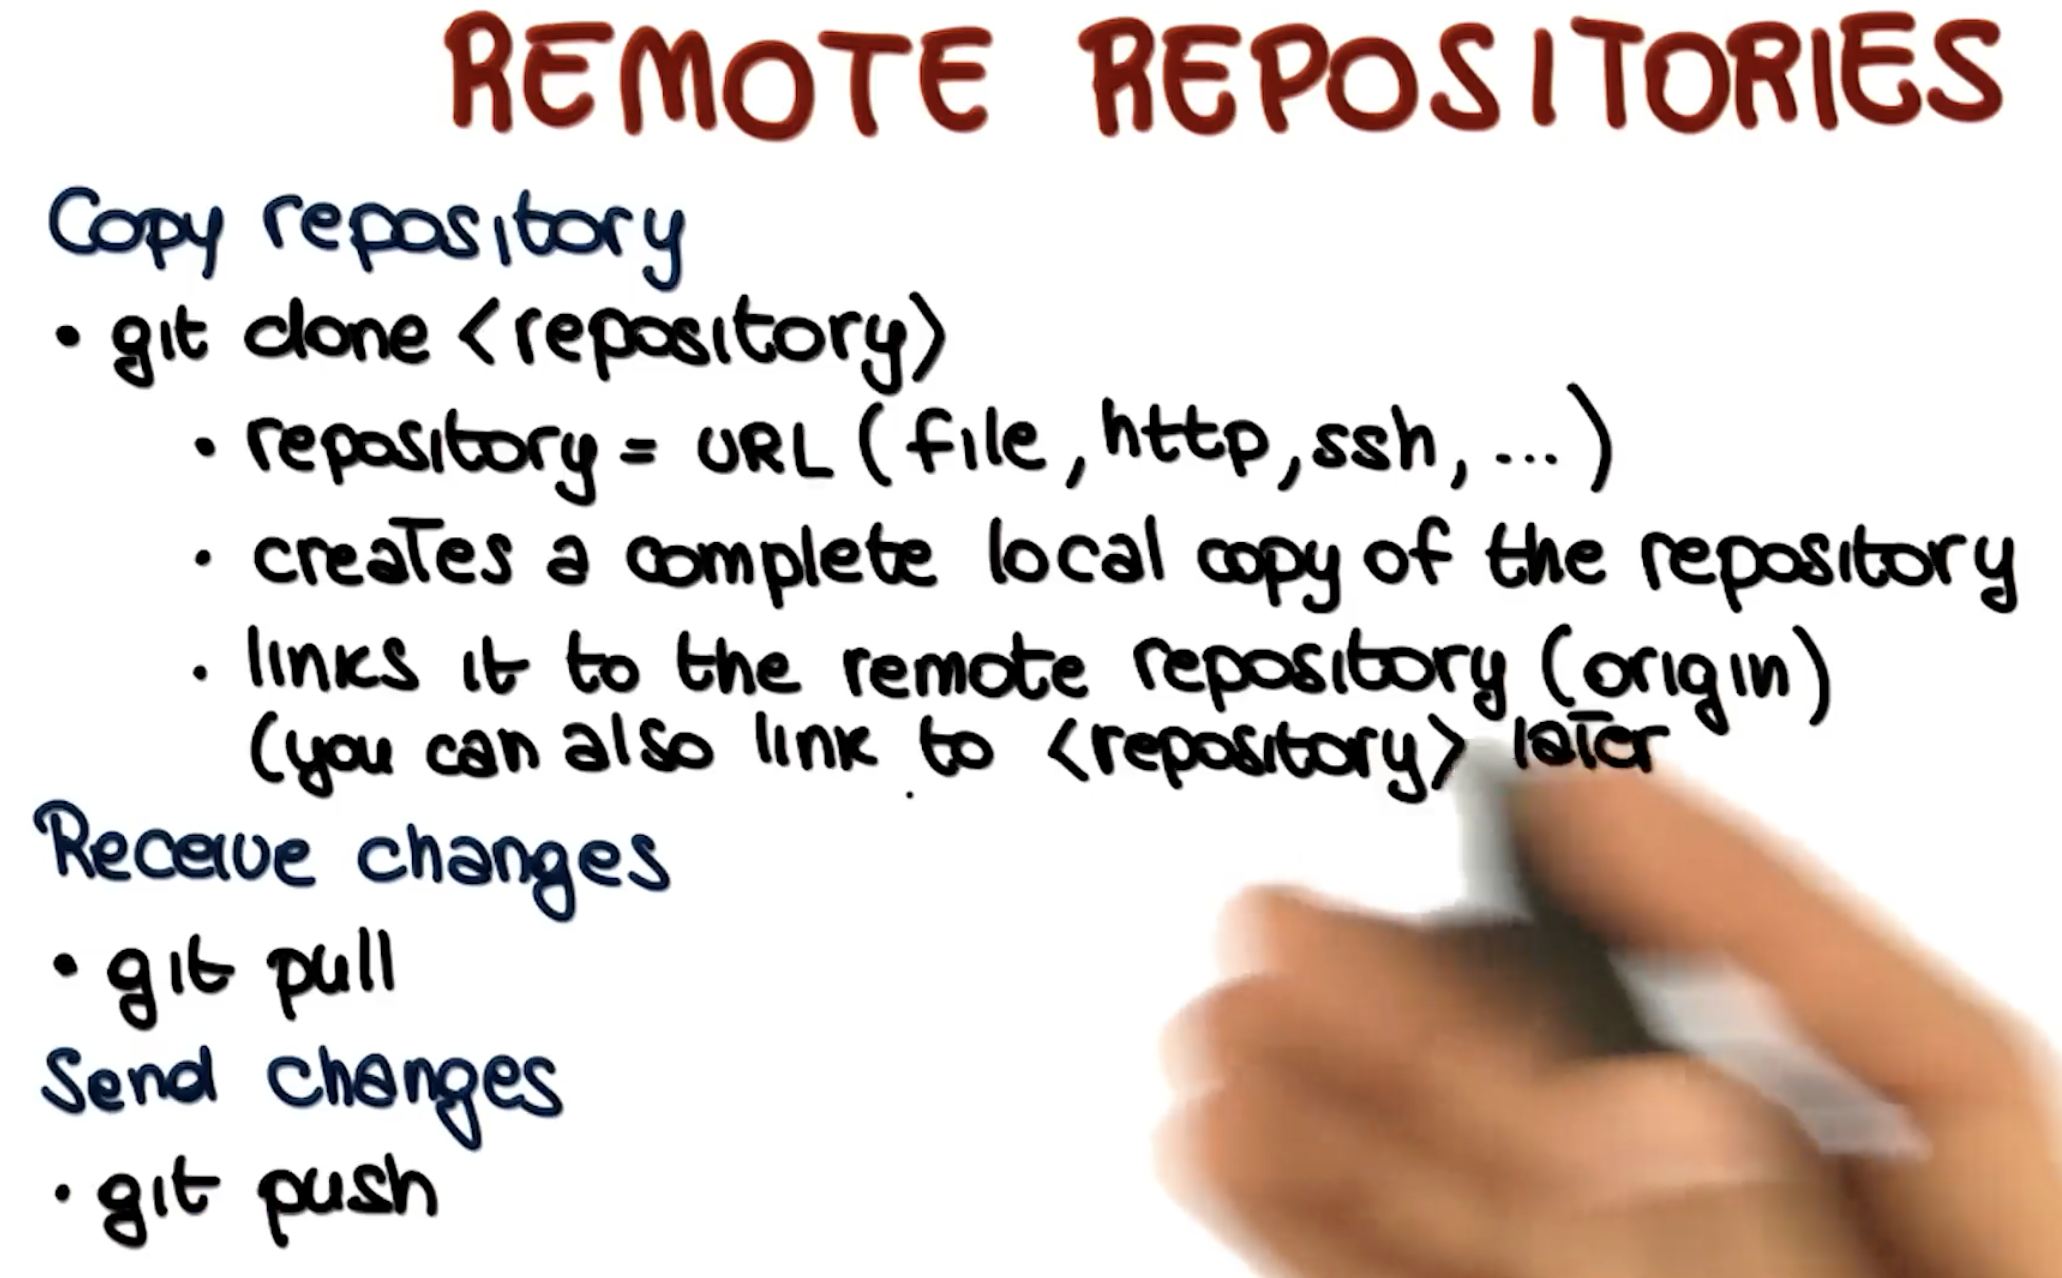 REMOTE REPOSITORIES
Copy repository
• git clone <repository>
• repository = URL (file, http, ssh, ...)
• creates a complete local copy of the repository
• links it to the remote repository (origin)
(you can also link to <repository> later
Receive changes
• git pull
Send changes
• git push